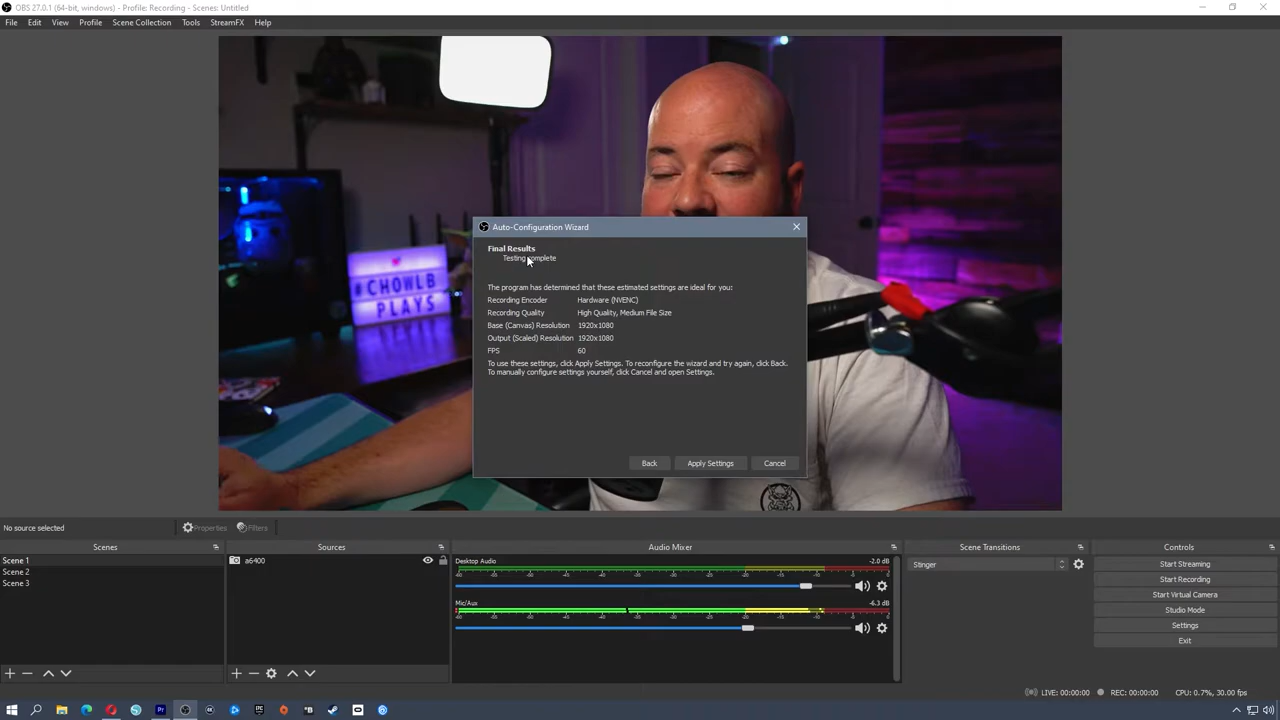 OBS 27.0.1 (64-bit, windows) - Profile: Recording - Scenes: Untitled
File Edit View Profile Scene Collection Tools StreamFX Help
#CHOWLB
PLAYS
Auto-Configuration Wizard
Final Results
Testing complete
The program has determined that these estimated settings are ideal for you:
Recording Encoder Hardware (NVENC)
Recording Quality High Quality, Medium File Size
Base (Canvas) Resolution 1920x1080
Output (Scaled) Resolution 1920x1080
FPS 60
To use these settings, click Apply Settings. To reconfigure the wizard and try again, click Back.
To manually configure settings yourself, click Cancel and open Settings.
Back Apply Settings Cancel
No source selected Properties Filters
Scenes Sources Audio Mixer Scene Transitions Controls
Scene 1
Scene 2
Scene 3
a6400
Desktop Audio -2.0 dB
Mic/Aux -6.3 dB
Stinger
Start Streaming
Start Recording
Start Virtual Camera
Studio Mode
Settings
Exit
LIVE: 00:00:00 REC: 00:00:00 CPU: 0.7%, 30.00 fps